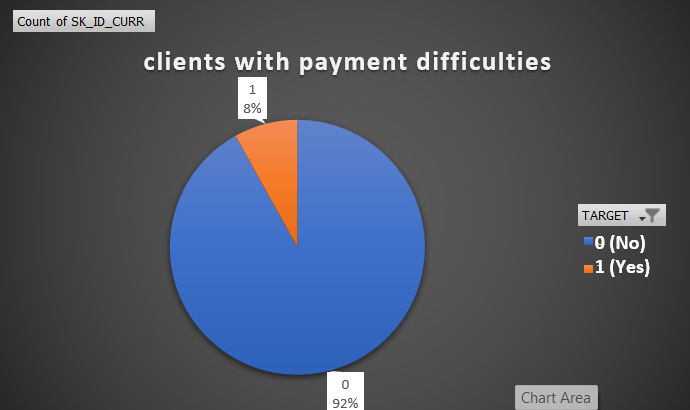 Count of SK_ID_CURR
clients with payment difficulties
1
8%
TARGET
0 (No)
1 (Yes)
0
92%
Chart Area